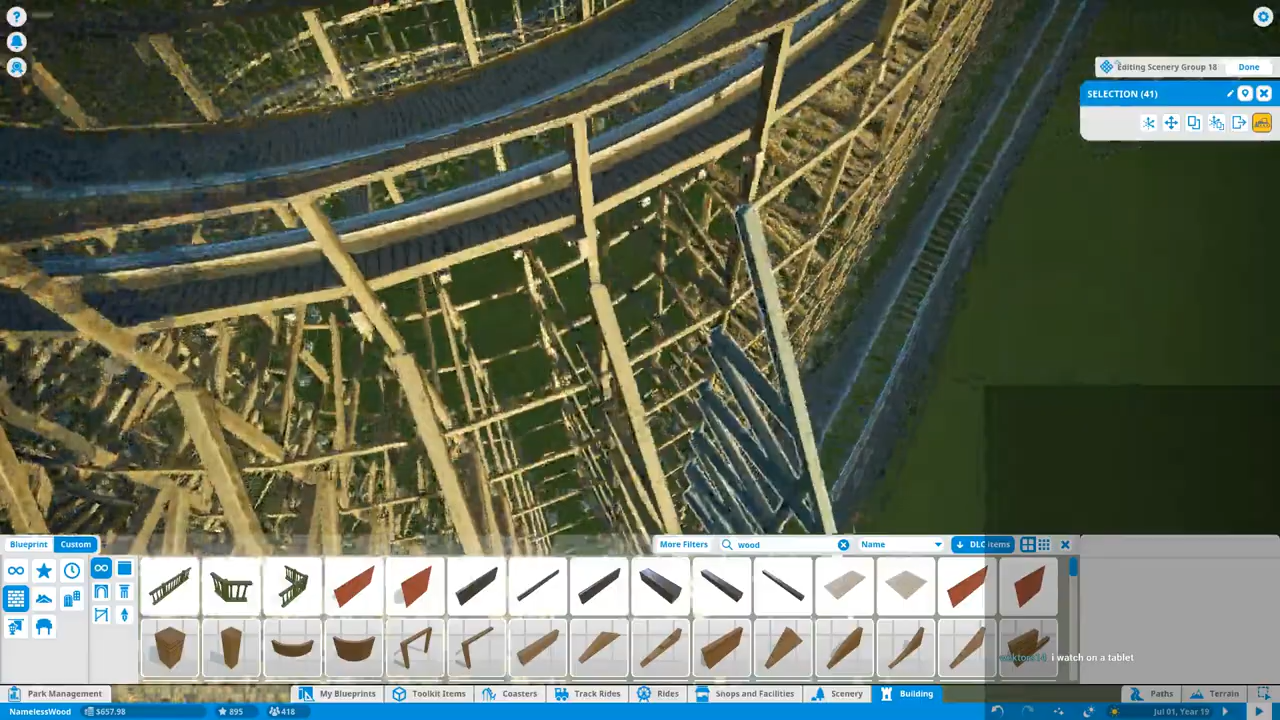 ?
Editing Scenery Group 18 Done
SELECTION (41)
Blueprint Custom More Filters wood Name DLC items
i watch on a tablet
Park Management My Blueprints Toolkit Items Coasters Track Rides Rides Shops and Facilities Scenery Building Paths Terrain
NamelessWood $657.98 895 418 Jul 01, Year 19